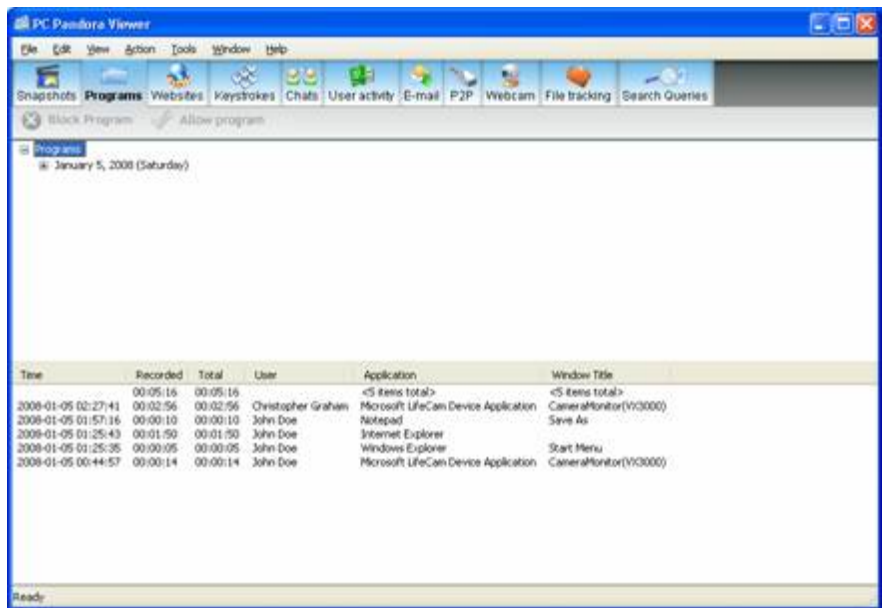 PC Pandora Viewer
File Edit View Action Tools Window Help
Snapshots Programs Websites Keystrokes Chats User activity E-mail P2P Webcam File tracking Search Queries
Block Program Allow program
Programs
January 5, 2008 (Saturday)
Time Recorded Total User Application Window Title
00:05:16 00:05:16 <5 items total> <5 items total>
2008-01-05 02:27:41 00:02:56 00:02:56 Christopher Graham Microsoft LifeCam Device Application CameraMonitor(VX3000)
2008-01-05 01:57:16 00:00:10 00:00:10 John Doe Notepad Save As
2008-01-05 01:25:43 00:01:50 00:01:50 John Doe Internet Explorer
2008-01-05 01:25:35 00:00:05 00:00:05 John Doe Windows Explorer Start Menu
2008-01-05 00:44:57 00:00:14 00:00:14 John Doe Microsoft LifeCam Device Application CameraMonitor(VX3000)
Ready